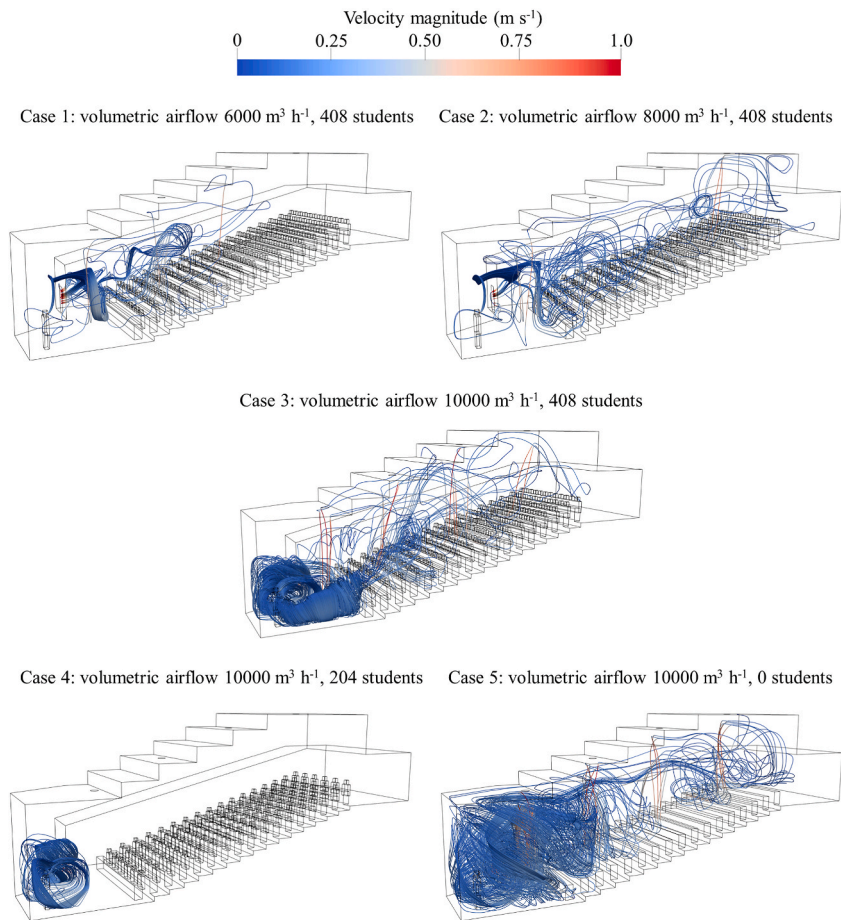 Velocity magnitude (m s⁻¹)
0 0.25 0.50 0.75 1.0
Case 1: volumetric airflow 6000 m³ h⁻¹, 408 students
Case 2: volumetric airflow 8000 m³ h⁻¹, 408 students
Case 3: volumetric airflow 10000 m³ h⁻¹, 408 students
Case 4: volumetric airflow 10000 m³ h⁻¹, 204 students
Case 5: volumetric airflow 10000 m³ h⁻¹, 0 students